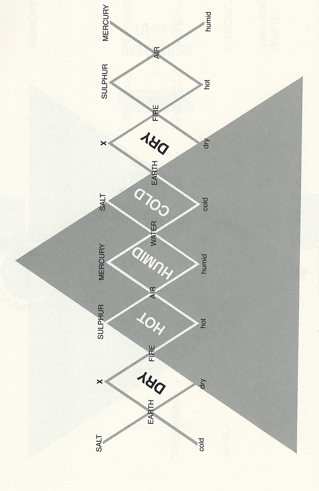 SALT X SULPHUR MERCURY SALT X SULPHUR MERCURY
DRY HOT HUMID COLD DRY
EARTH FIRE AIR WATER EARTH FIRE AIR
cold dry hot humid cold dry hot humid